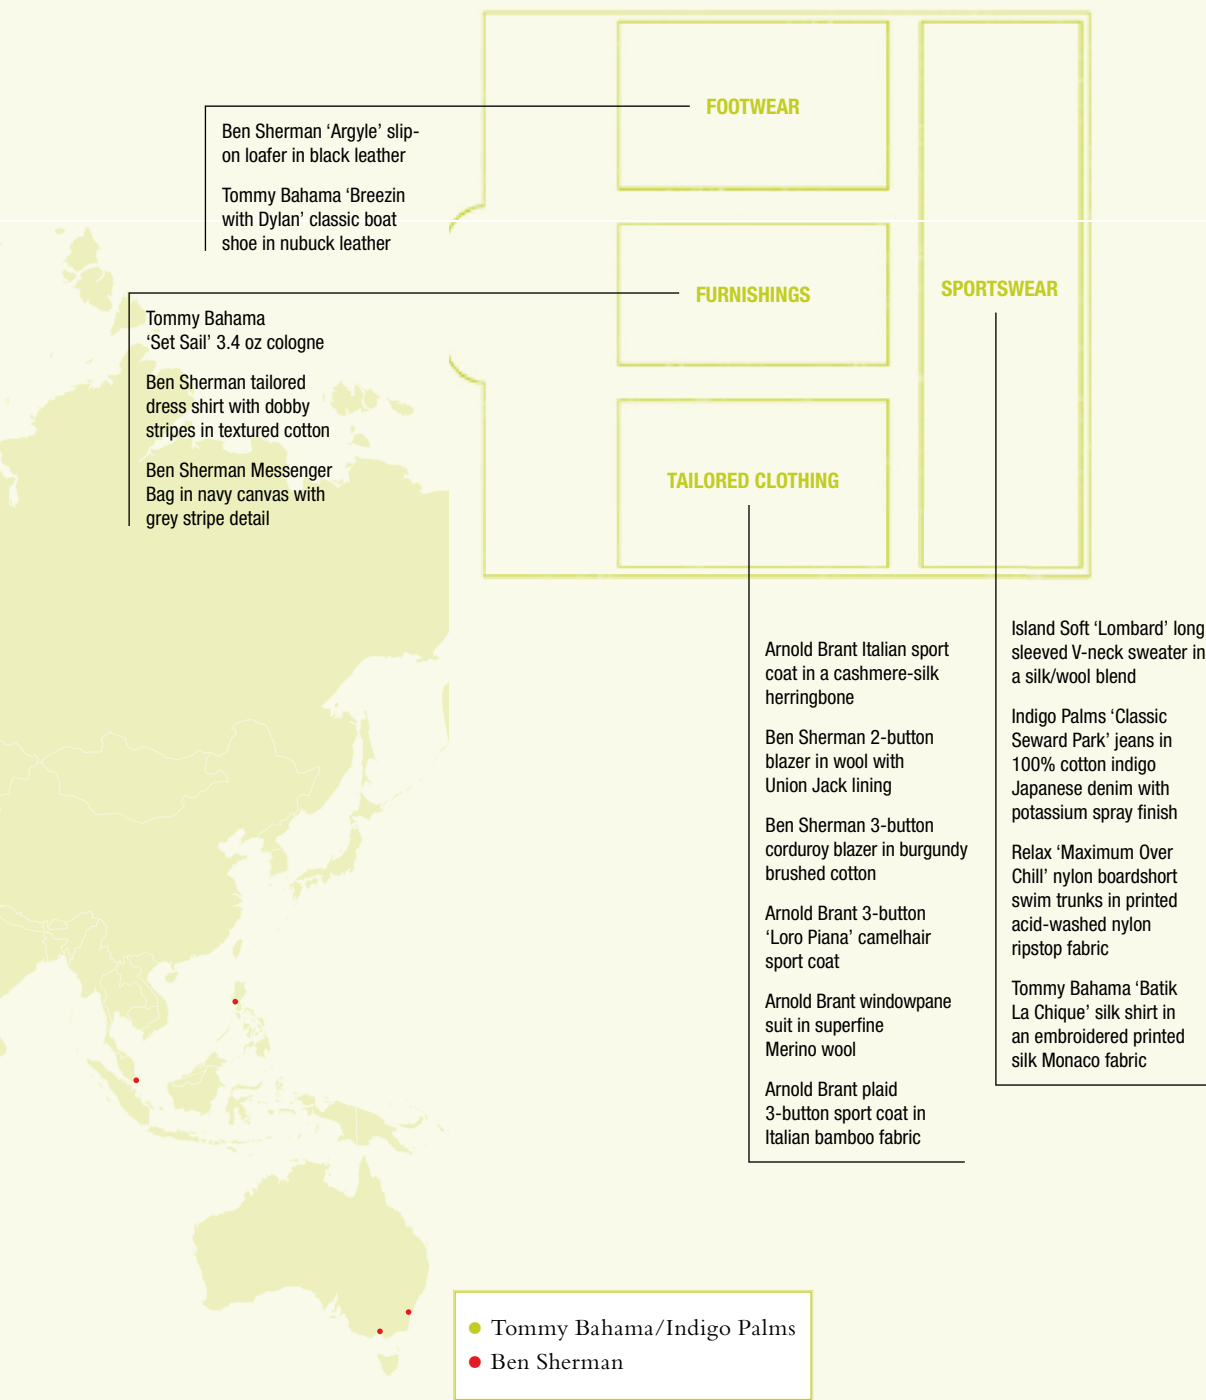 FOOTWEAR
Ben Sherman ‘Argyle’ slip-
on loafer in black leather
Tommy Bahama ‘Breezin
with Dylan’ classic boat
shoe in nubuck leather
FURNISHINGS
Tommy Bahama
‘Set Sail’ 3.4 oz cologne
Ben Sherman tailored
dress shirt with dobby
stripes in textured cotton
Ben Sherman Messenger
Bag in navy canvas with
grey stripe detail
SPORTSWEAR
TAILORED CLOTHING
Arnold Brant Italian sport
coat in a cashmere-silk
herringbone
Ben Sherman 2-button
blazer in wool with
Union Jack lining
Ben Sherman 3-button
corduroy blazer in burgundy
brushed cotton
Arnold Brant 3-button
‘Loro Piana’ camelhair
sport coat
Arnold Brant windowpane
suit in superfine
Merino wool
Arnold Brant plaid
3-button sport coat in
Italian bamboo fabric
Island Soft ‘Lombard’ long
sleeved V-neck sweater in
a silk/wool blend
Indigo Palms ‘Classic
Seward Park’ jeans in
100% cotton indigo
Japanese denim with
potassium spray finish
Relax ‘Maximum Over
Chill’ nylon boardshort
swim trunks in printed
acid-washed nylon
ripstop fabric
Tommy Bahama ‘Batik
La Chique’ silk shirt in
an embroidered printed
silk Monaco fabric
Tommy Bahama/Indigo Palms
Ben Sherman